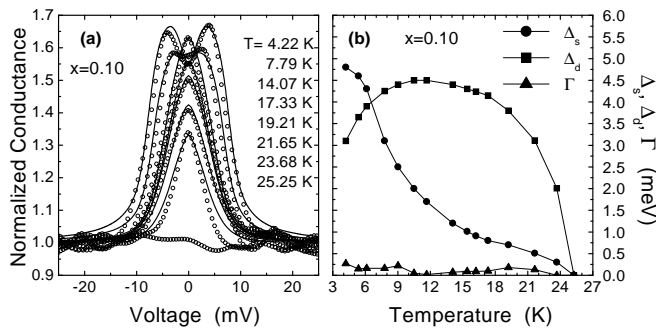 Normalized Conductance
1.7
1.6
1.5
1.4
1.3
1.2
1.1
1.0
0.9
(a)
x=0.10
T= 4.22 K
7.79 K
14.07 K
17.33 K
19.21 K
21.65 K
23.68 K
25.25 K
-20 -10 0 10 20
Voltage (mV)
(b) x=0.10
Δs
Δd
Γ
6.0
5.5
5.0
4.5
4.0
3.5
3.0
2.5
2.0
1.5
1.0
0.5
0.0
Δs, Δd, Γ (meV)
3 6 9 12 15 18 21 24 27
Temperature (K)